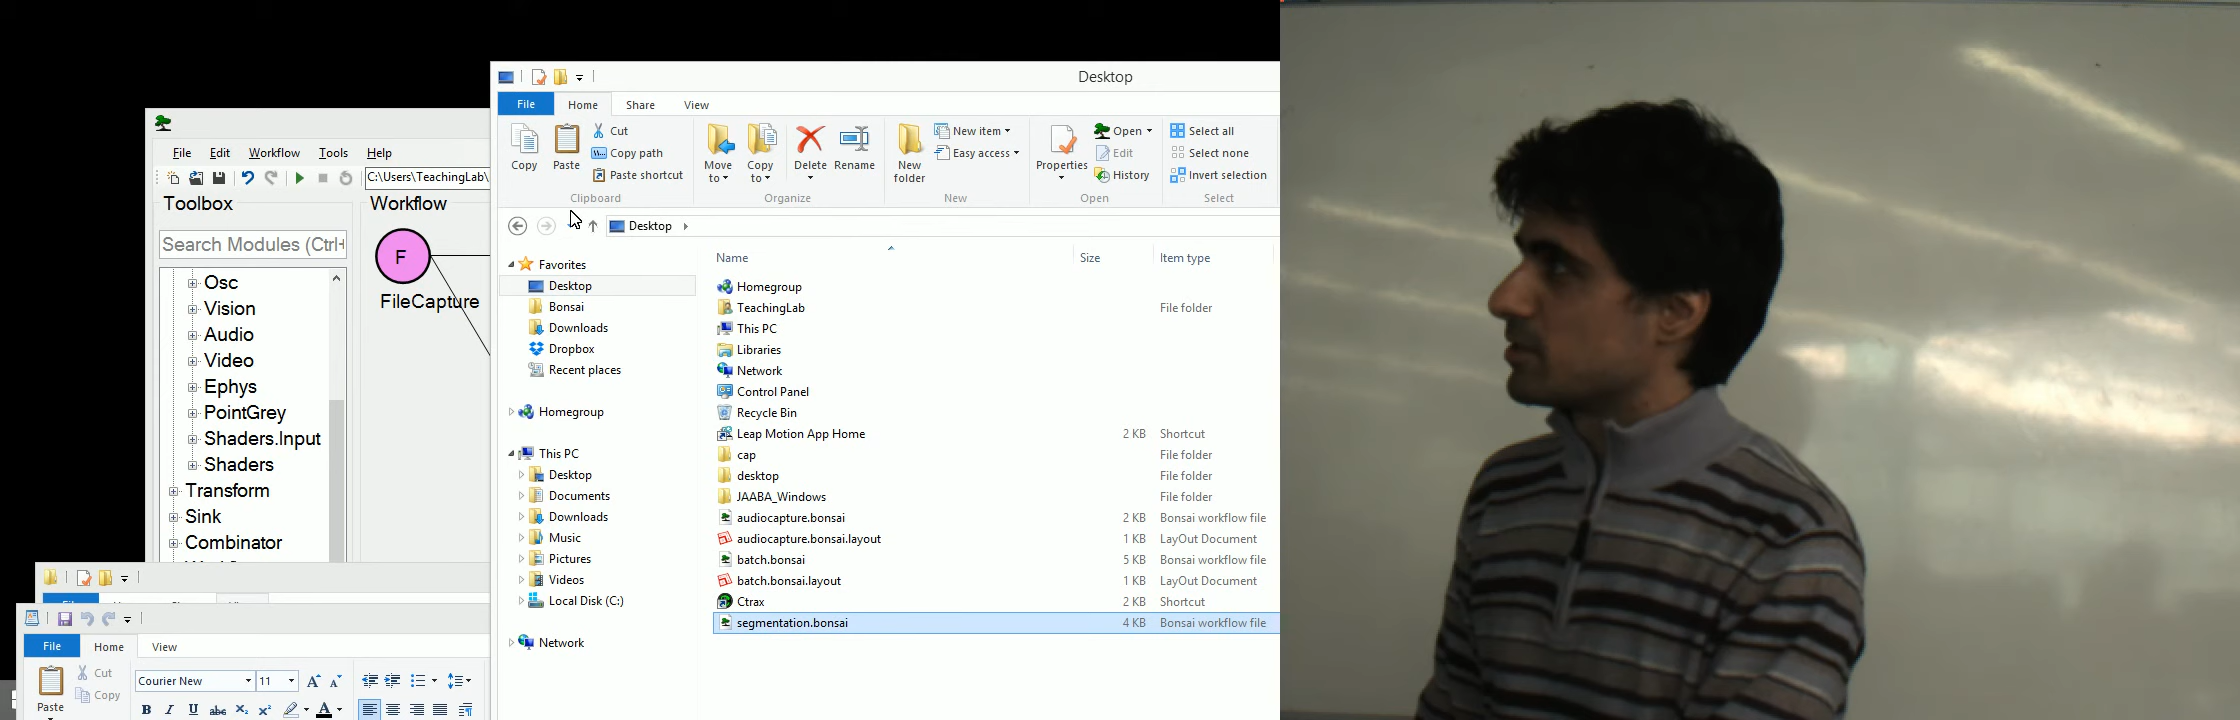 Desktop
File Home Share View
Copy
Paste
Cut
Copy path
Paste shortcut
Clipboard
Move to
Copy to
Delete
Rename
Organize
New folder
New item
Easy access
New
Properties
Open
Edit
History
Open
Select all
Select none
Invert selection
Select
Desktop
Name Size Item type
Favorites
Desktop
Bonsai
Downloads
Dropbox
Recent places
Homegroup
This PC
Desktop
Documents
Downloads
Music
Pictures
Videos
Local Disk (C:)
Network
Homegroup
TeachingLab File folder
This PC
Libraries
Network
Control Panel
Recycle Bin
Leap Motion App Home 2 KB Shortcut
cap File folder
desktop File folder
JAABA_Windows File folder
audiocapture.bonsai 2 KB Bonsai workflow file
audiocapture.bonsai.layout 1 KB LayOut Document
batch.bonsai 5 KB Bonsai workflow file
batch.bonsai.layout 1 KB LayOut Document
Ctrax 2 KB Shortcut
segmentation.bonsai 4 KB Bonsai workflow file
File Edit Workflow Tools Help
C:\Users\TeachingLab\
Toolbox
Workflow
Search Modules (Ctrl+
F
FileCapture
Osc
Vision
Audio
Video
Ephys
PointGrey
Shaders.Input
Shaders
Transform
Sink
Combinator
File Home View
Paste
Cut
Copy
Courier New 11
B I U abc X₂ X² A